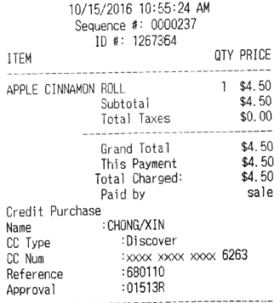 10/15/2016 10:55:24 AM
Sequence #: 0000237
ID #: 1267364
ITEM QTY PRICE
APPLE CINNAMON ROLL 1 $4.50
Subtotal $4.50
Total Taxes $0.00
Grand Total $4.50
This Payment $4.50
Total Charged: $4.50
Paid by sale
Credit Purchase
Name :CHONG/XIN
CC Type :Discover
CC Num :xxxx xxxx xxxx 6263
Reference :680110
Approval :01513R